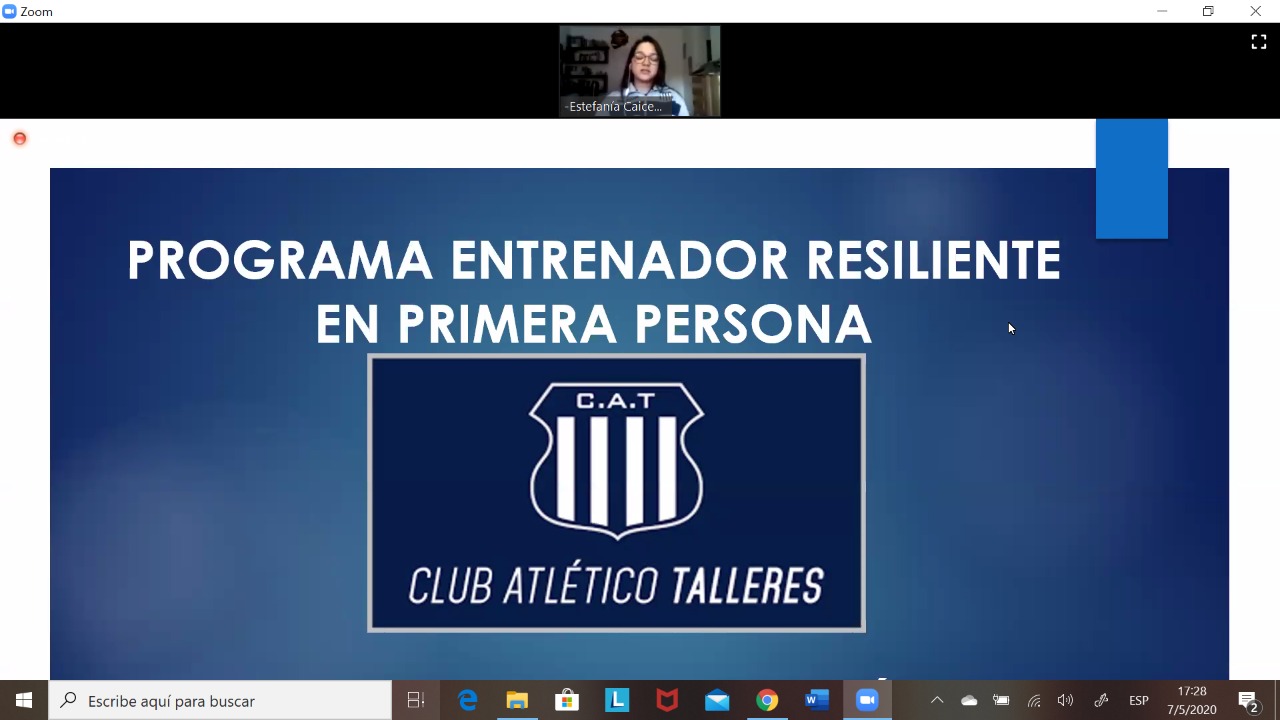 Zoom
-Estefanía Caice...
PROGRAMA ENTRENADOR RESILIENTE
EN PRIMERA PERSONA
C.A.T
CLUB ATLÉTICO TALLERES
Escribe aquí para buscar
ESP
17:28
7/5/2020
2